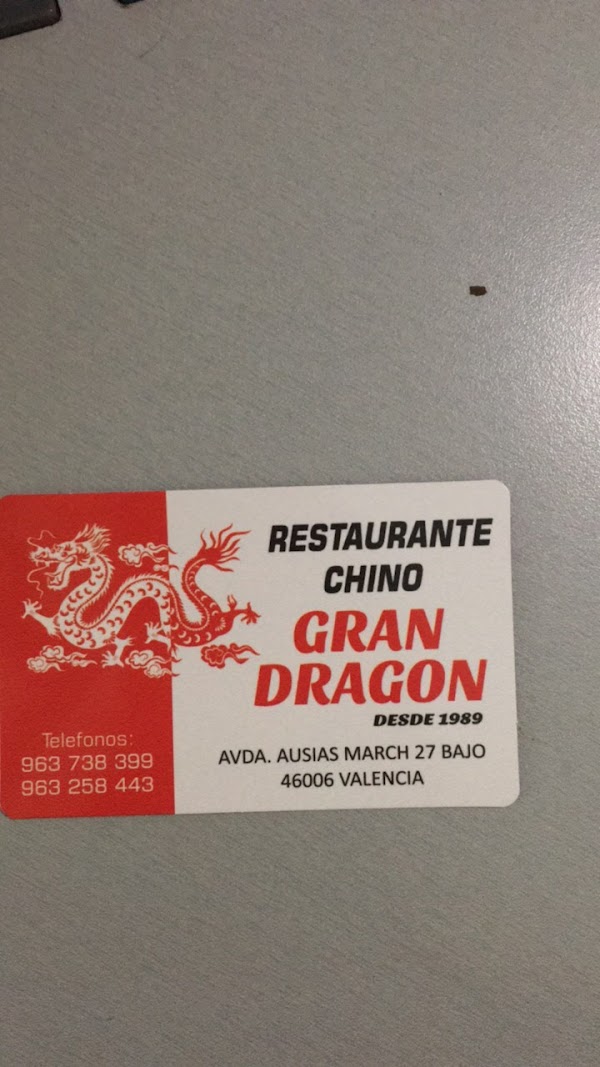 RESTAURANTE
CHINO
GRAN
DRAGON
DESDE 1989
AVDA. AUSIAS MARCH 27 BAJO
46006 VALENCIA
Telefonos:
963 738 399
963 258 443